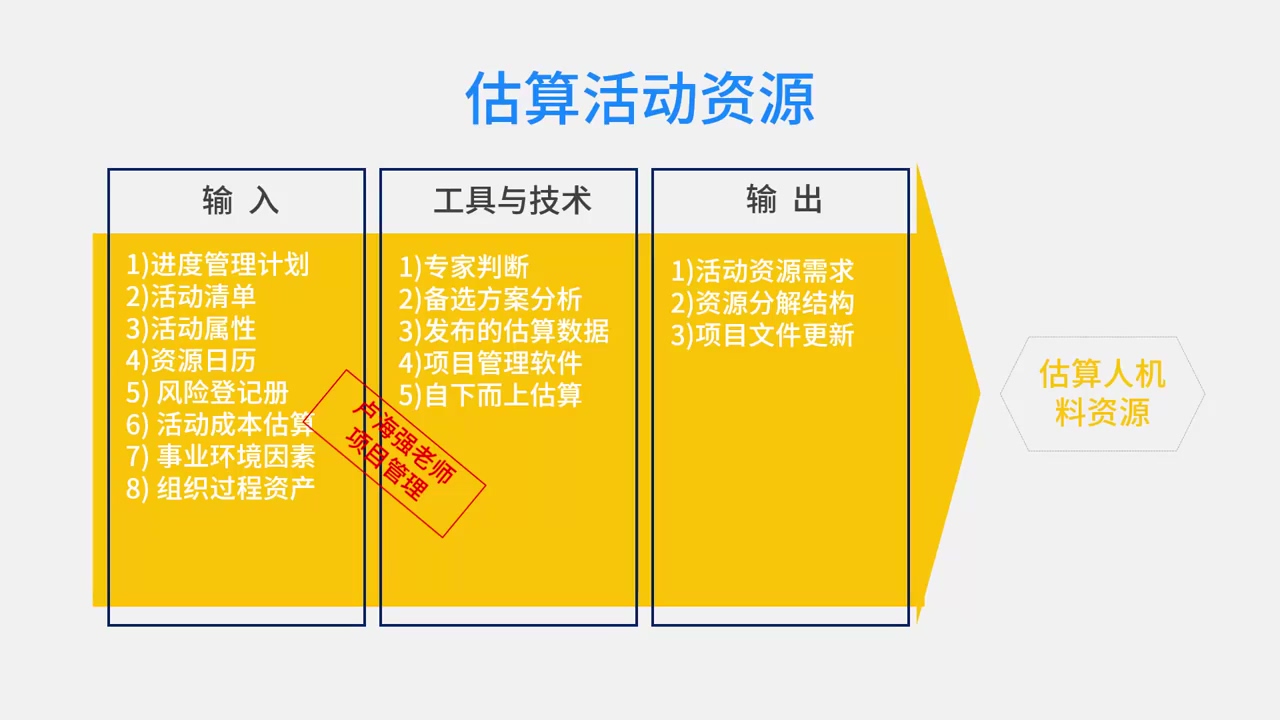 估算活动资源
输 入
1)进度管理计划
2)活动清单
3)活动属性
4)资源日历
5) 风险登记册
6) 活动成本估算
7) 事业环境因素
8) 组织过程资产
工具与技术
1)专家判断
2)备选方案分析
3)发布的估算数据
4)项目管理软件
5)自下而上估算
输 出
1)活动资源需求
2)资源分解结构
3)项目文件更新
估算人机
料资源
卢海强老师
项目管理